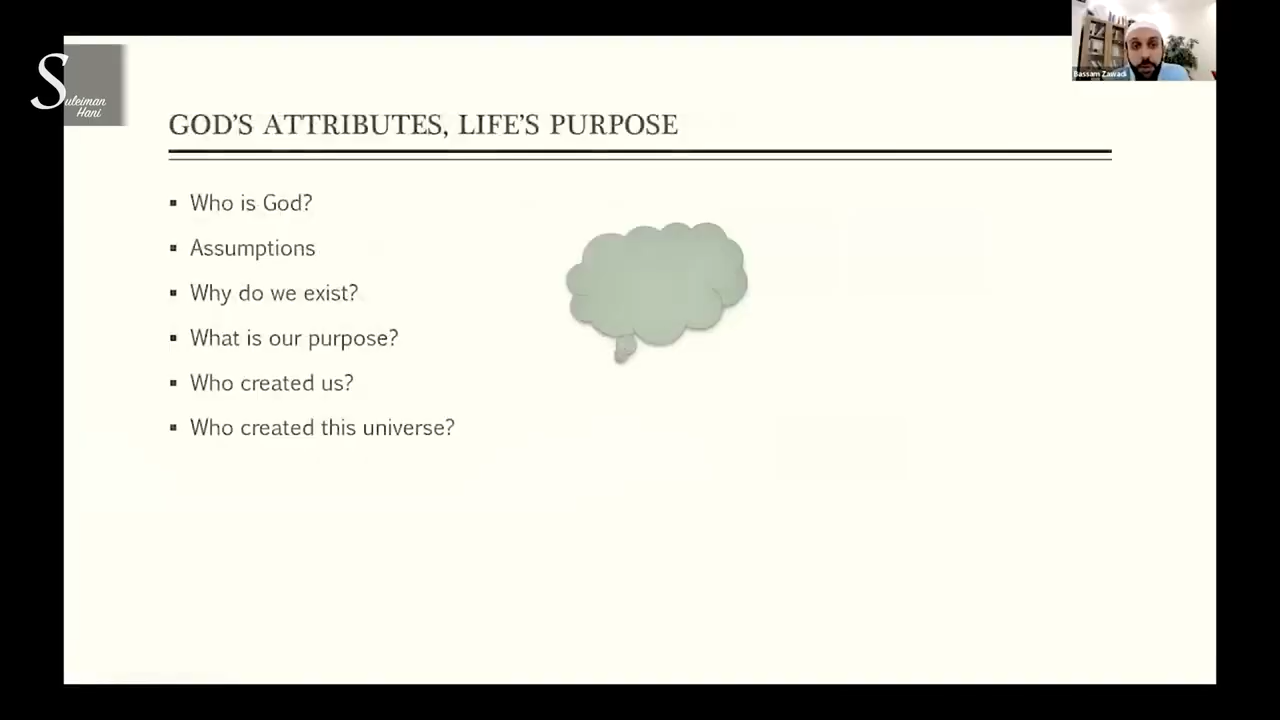 Suleiman
Hani
Bassam Zawadi
GOD'S ATTRIBUTES, LIFE'S PURPOSE
▪ Who is God?
▪ Assumptions
▪ Why do we exist?
▪ What is our purpose?
▪ Who created us?
▪ Who created this universe?